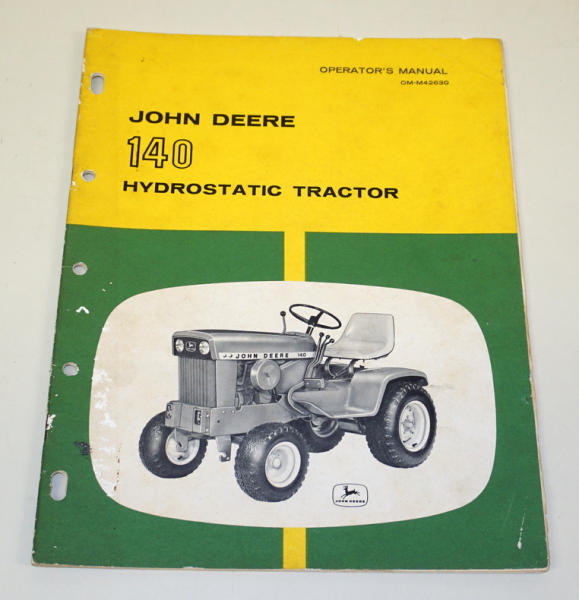 OPERATOR'S MANUAL
OM-M42630
JOHN DEERE
140
HYDROSTATIC TRACTOR
JOHN DEERE 140
JOHN DEERE